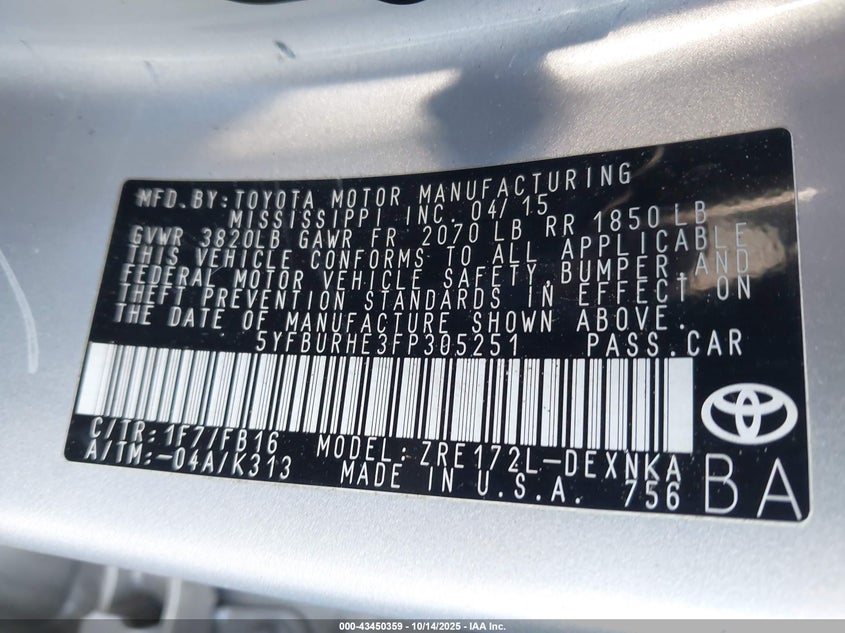 MFD.BY:TOYOTA MOTOR MANUFACTURING
MISSISSIPPI INC. 04/15
GVWR 3820LB GAWR FR 2070 LB RR 1850 LB
THIS VEHICLE CONFORMS TO ALL APPLICABLE
FEDERAL MOTOR VEHICLE SAFETY,BUMPER,AND
THEFT PREVENTION STANDARDS IN EFFECT ON
THE DATE OF MANUFACTURE SHOWN ABOVE.
5YFBURHE3FP305251 PASS.CAR
C/TR:1F7/FB16 MODEL:ZRE172L-DEXNKA
A/TM:-04A/K313 MADE IN U.S.A. 756 BA
000-43450359 | 10/14/2025 - IAA Inc.